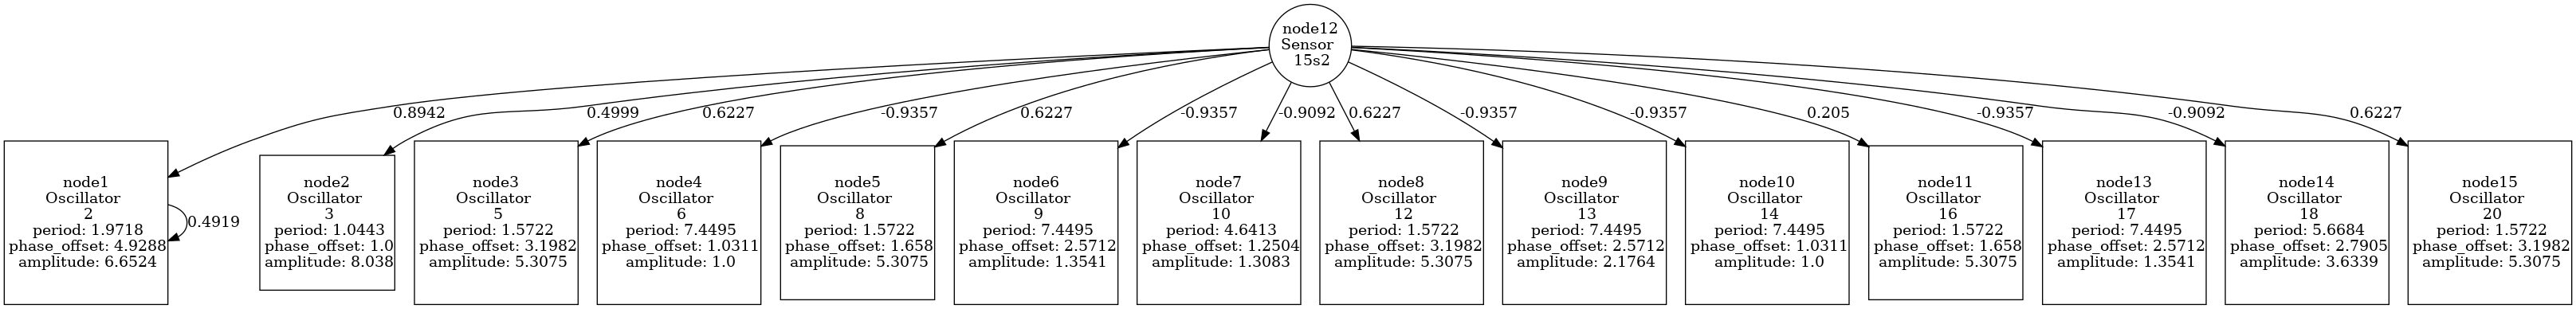 node12
Sensor
15s2
0.8942
0.4999
0.6227
-0.9357
0.6227
-0.9357
-0.9092
0.6227
-0.9357
-0.9357
0.205
-0.9357
-0.9092
0.6227
node1
Oscillator
2
period: 1.9718
phase_offset: 4.9288
amplitude: 6.6524
0.4919
node2
Oscillator
3
period: 1.0443
phase_offset: 1.0
amplitude: 8.038
node3
Oscillator
5
period: 1.5722
phase_offset: 3.1982
amplitude: 5.3075
node4
Oscillator
6
period: 7.4495
phase_offset: 1.0311
amplitude: 1.0
node5
Oscillator
8
period: 1.5722
phase_offset: 1.658
amplitude: 5.3075
node6
Oscillator
9
period: 7.4495
phase_offset: 2.5712
amplitude: 1.3541
node7
Oscillator
10
period: 4.6413
phase_offset: 1.2504
amplitude: 1.3083
node8
Oscillator
12
period: 1.5722
phase_offset: 3.1982
amplitude: 5.3075
node9
Oscillator
13
period: 7.4495
phase_offset: 2.5712
amplitude: 2.1764
node10
Oscillator
14
period: 7.4495
phase_offset: 1.0311
amplitude: 1.0
node11
Oscillator
16
period: 1.5722
phase_offset: 1.658
amplitude: 5.3075
node13
Oscillator
17
period: 7.4495
phase_offset: 2.5712
amplitude: 1.3541
node14
Oscillator
18
period: 5.6684
phase_offset: 2.7905
amplitude: 3.6339
node15
Oscillator
20
period: 1.5722
phase_offset: 3.1982
amplitude: 5.3075